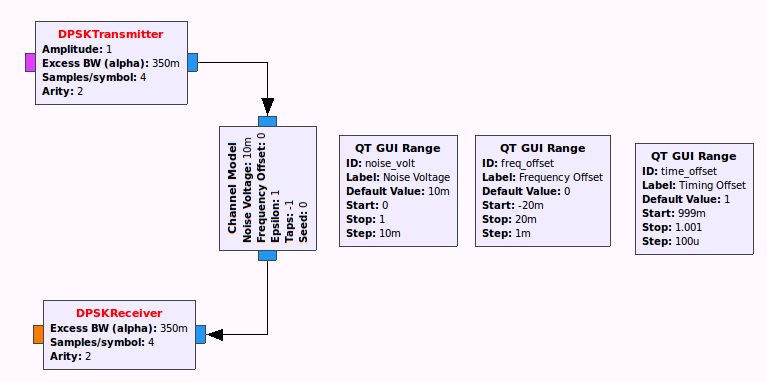 DPSKTransmitter
Amplitude: 1
Excess BW (alpha): 350m
Samples/symbol: 4
Arity: 2
Channel Model
Noise Voltage: 10m
Frequency Offset: 0
Epsilon: 1
Taps: -1
Seed: 0
QT GUI Range
ID: noise_volt
Label: Noise Voltage
Default Value: 10m
Start: 0
Stop: 1
Step: 10m
QT GUI Range
ID: freq_offset
Label: Frequency Offset
Default Value: 0
Start: -20m
Stop: 20m
Step: 1m
QT GUI Range
ID: time_offset
Label: Timing Offset
Default Value: 1
Start: 999m
Stop: 1.001
Step: 100u
DPSKReceiver
Excess BW (alpha): 350m
Samples/symbol: 4
Arity: 2